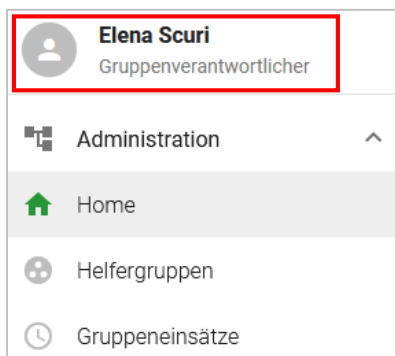 Elena Scuri
Gruppenverantwortlicher
Administration
Home
Helfergruppen
Gruppeneinsätze